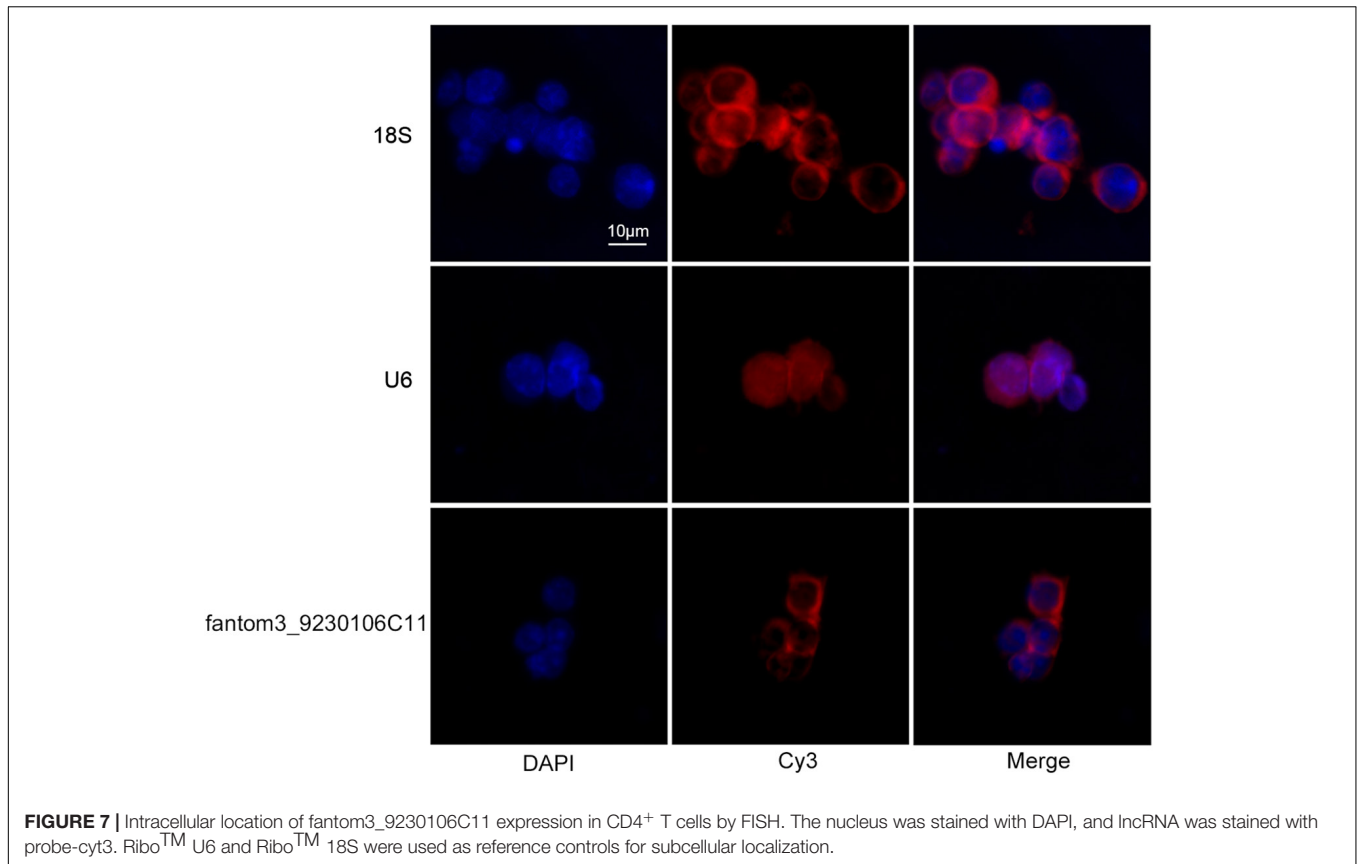 18S
10µm
U6
fantom3_9230106C11
DAPI Cy3 Merge
FIGURE 7 | Intracellular location of fantom3_9230106C11 expression in CD4⁺ T cells by FISH. The nucleus was stained with DAPI, and lncRNA was stained with
probe-cyt3. Ribo™ U6 and Ribo™ 18S were used as reference controls for subcellular localization.